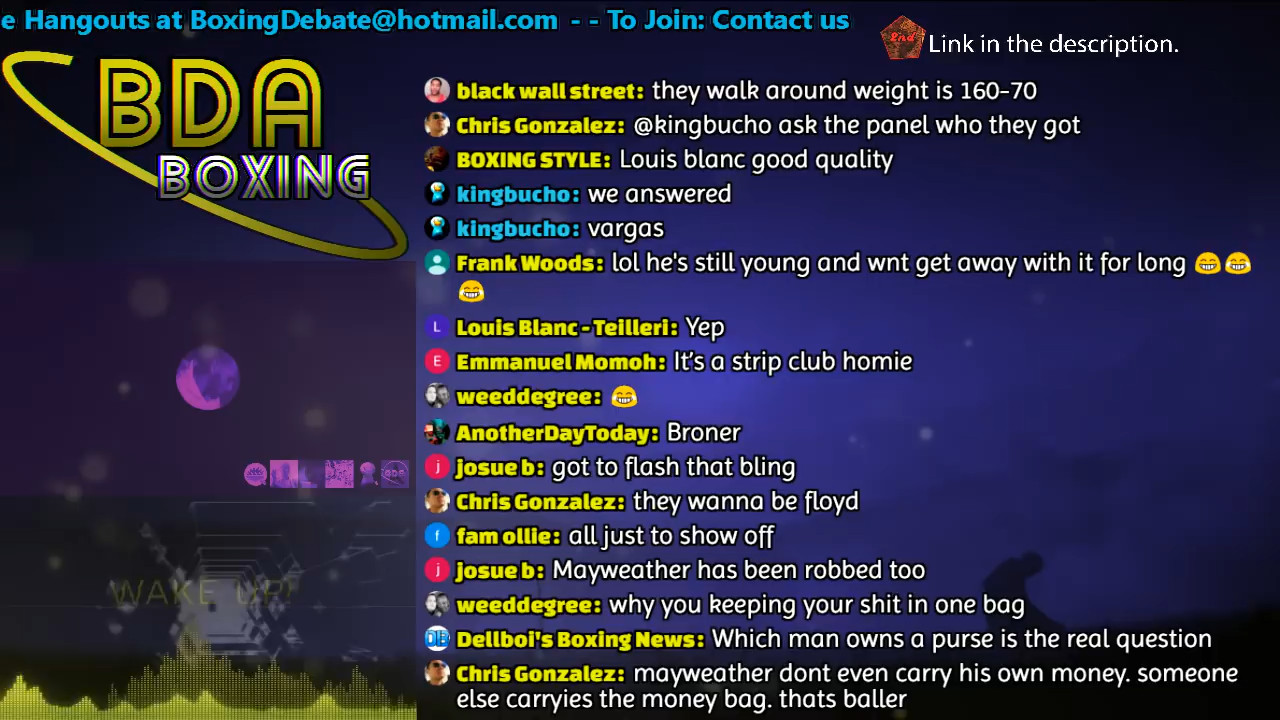 e Hangouts at BoxingDebate@hotmail.com - - To Join: Contact us
2nd
Link in the description.
BDA
BOXING
black wall street: they walk around weight is 160-70
Chris Gonzalez: @kingbucho ask the panel who they got
BOXING STYLE: Louis blanc good quality
kingbucho: we answered
kingbucho: vargas
Frank Woods: lol he's still young and wnt get away with it for long 😁😁
😂
L
Louis Blanc - Teilleri: Yep
E
Emmanuel Momoh: It’s a strip club homie
weeddegree: 😂
AnotherDayToday: Broner
j
josue b: got to flash that bling
Chris Gonzalez: they wanna be floyd
f
fam ollie: all just to show off
j
josue b: Mayweather has been robbed too
weeddegree: why you keeping your shit in one bag
Dellboi's Boxing News: Which man owns a purse is the real question
Chris Gonzalez: mayweather dont even carry his own money. someone
else carryies the money bag. thats baller
WAKE UP!